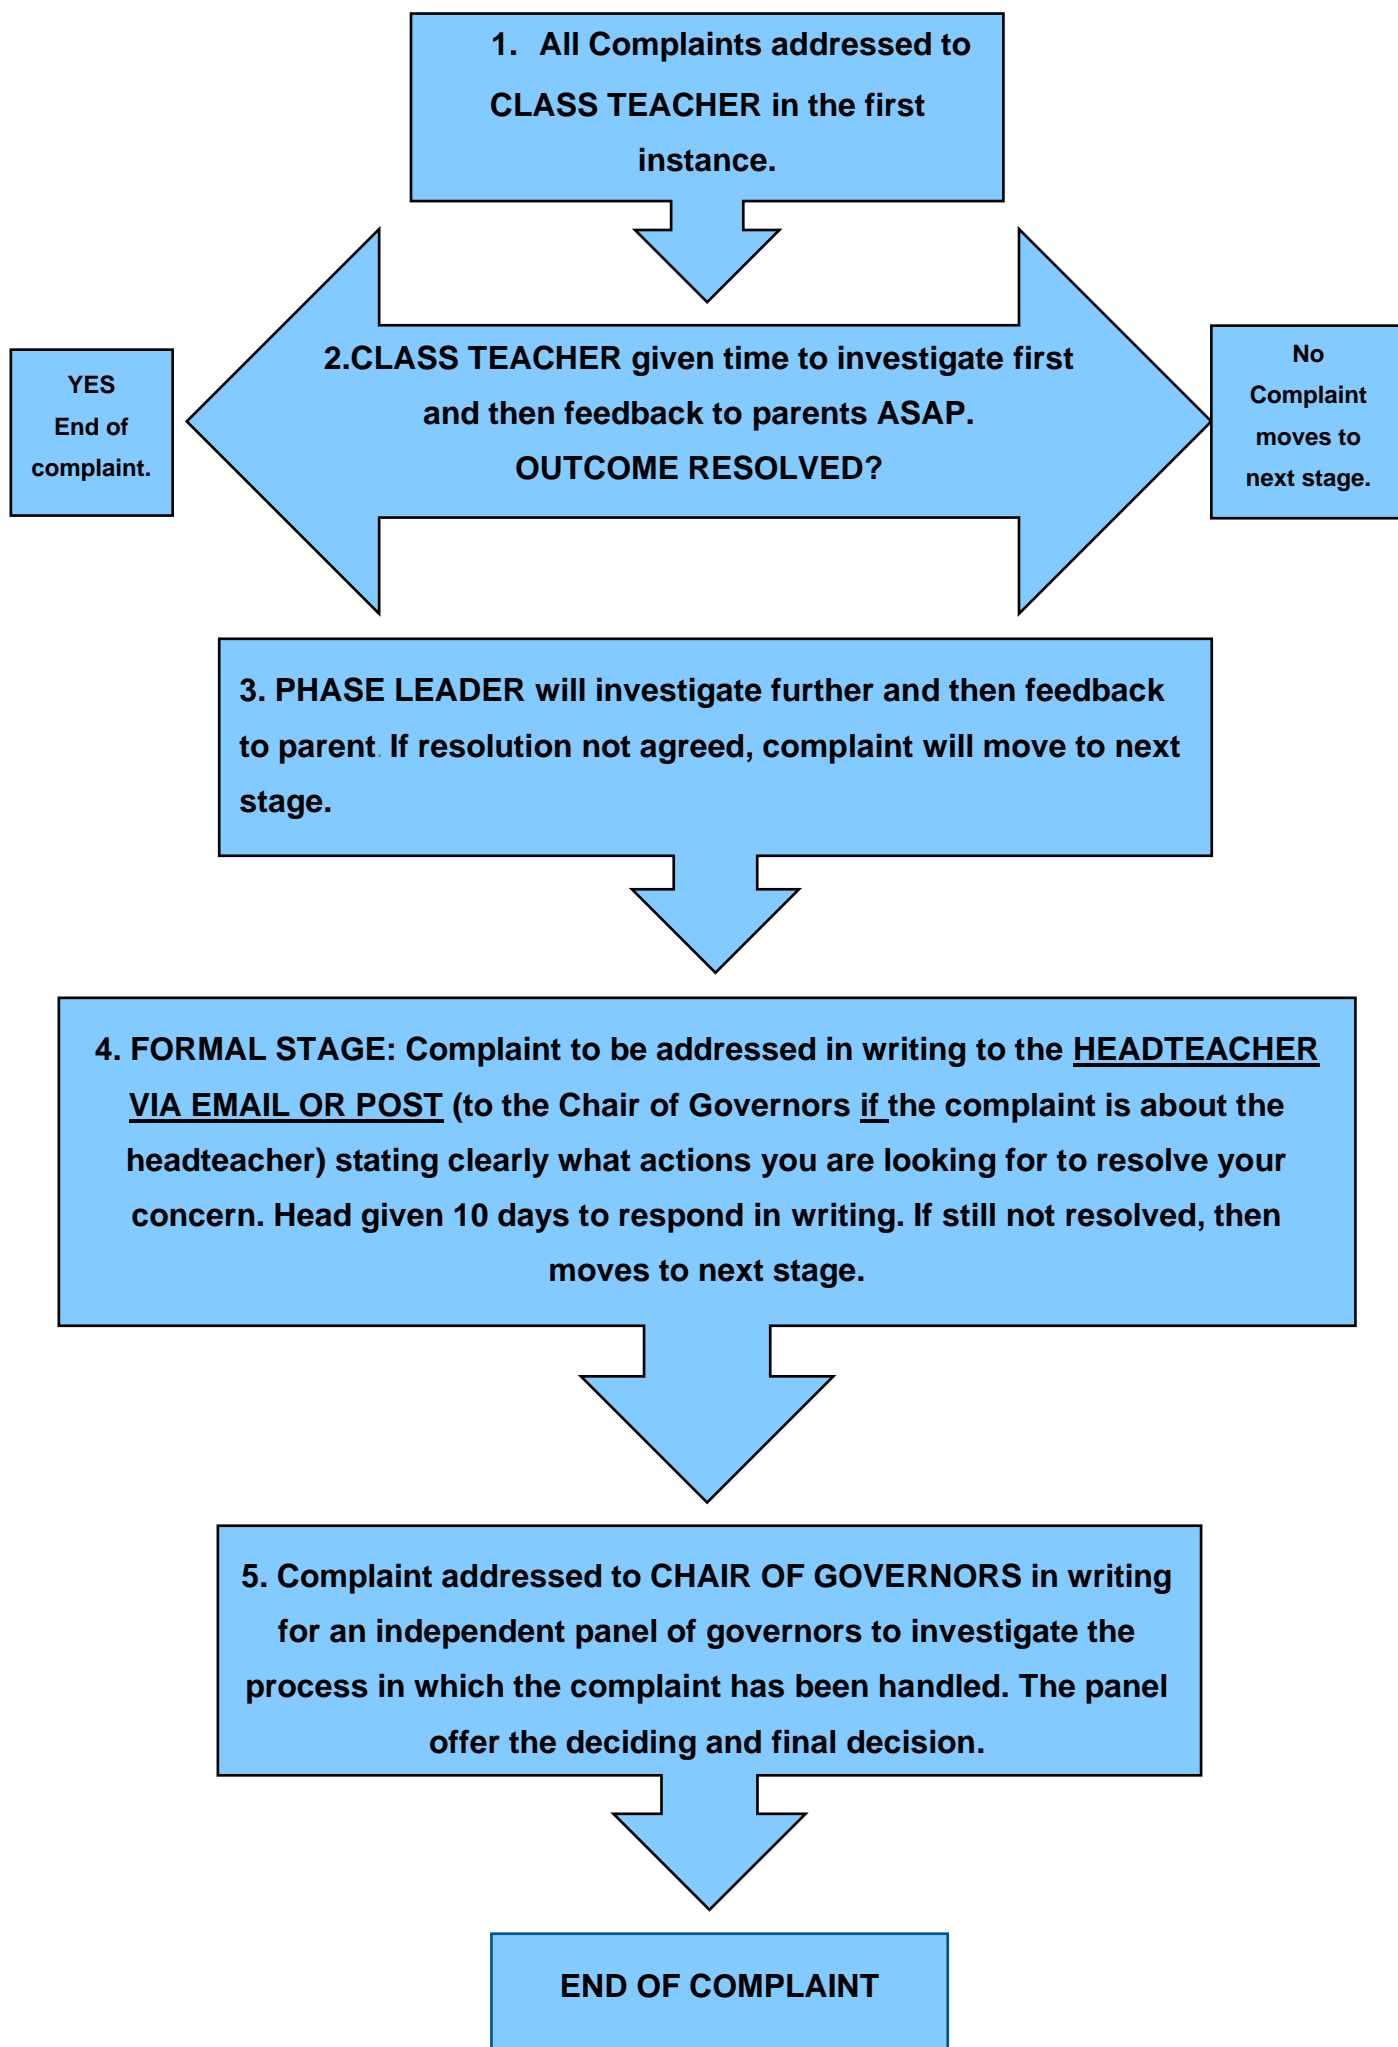 1. All Complaints addressed to
CLASS TEACHER in the first
instance.
YES
End of
complaint.
2.CLASS TEACHER given time to investigate first
and then feedback to parents ASAP.
OUTCOME RESOLVED?
No
Complaint
moves to
next stage.
3. PHASE LEADER will investigate further and then feedback
to parent. If resolution not agreed, complaint will move to next
stage.
4. FORMAL STAGE: Complaint to be addressed in writing to the HEADTEACHER
VIA EMAIL OR POST (to the Chair of Governors if the complaint is about the
headteacher) stating clearly what actions you are looking for to resolve your
concern. Head given 10 days to respond in writing. If still not resolved, then
moves to next stage.
5. Complaint addressed to CHAIR OF GOVERNORS in writing
for an independent panel of governors to investigate the
process in which the complaint has been handled. The panel
offer the deciding and final decision.
END OF COMPLAINT